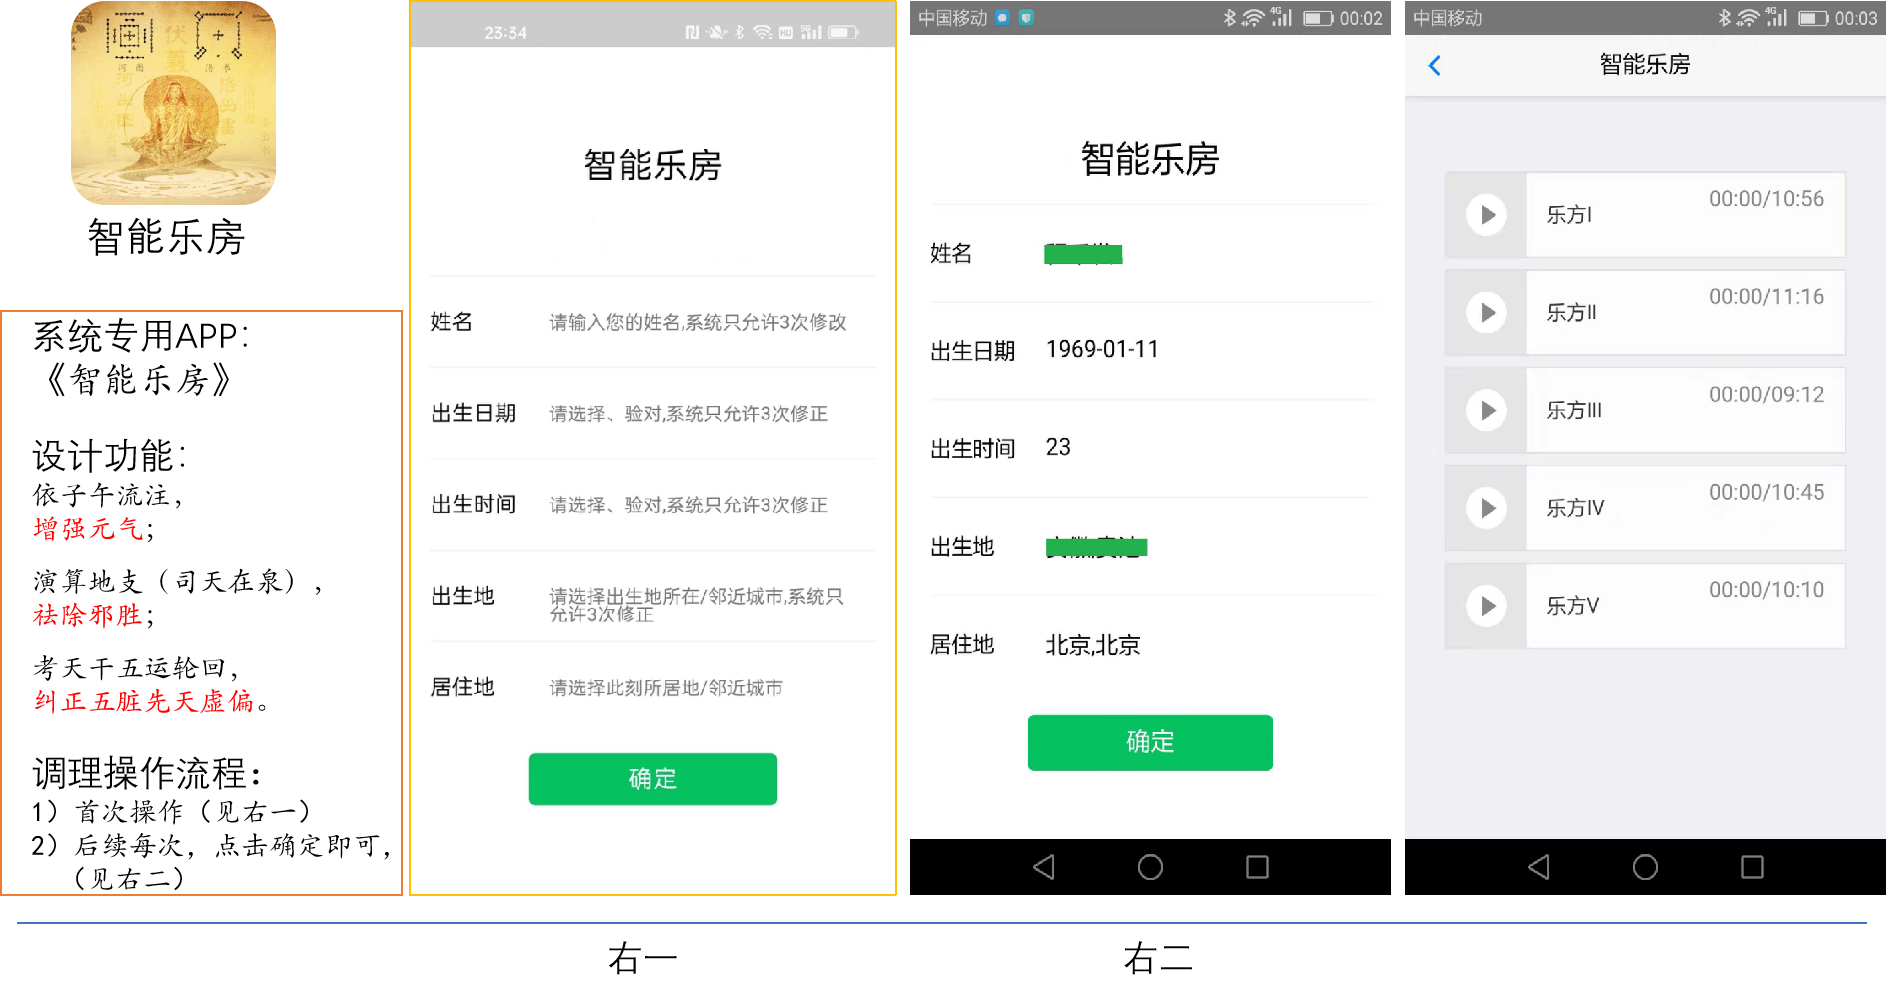 河图
洛书
伏羲
智能乐房
系统专用APP：
《智能乐房》
设计功能：
依子午流注，
增强元气；
演算地支（司天在泉），
祛除邪胜；
考天干五运轮回，
纠正五脏先天虚偏。
调理操作流程：
1）首次操作（见右一）
2）后续每次，点击确定即可，
（见右二）
23:34
智能乐房
姓名 请输入您的姓名,系统只允许3次修改
出生日期 请选择、验对,系统只允许3次修正
出生时间 请选择、验对,系统只允许3次修正
出生地 请选择出生地所在/邻近城市,系统只
允许3次修正
居住地 请选择此刻所居地/邻近城市
确定
右一
中国移动 4G 00:02
智能乐房
姓名
出生日期 1969-01-11
出生时间 23
出生地
居住地 北京,北京
确定
右二
中国移动 4G 00:03
智能乐房
乐方I 00:00/10:56
乐方II 00:00/11:16
乐方III 00:00/09:12
乐方IV 00:00/10:45
乐方V 00:00/10:10